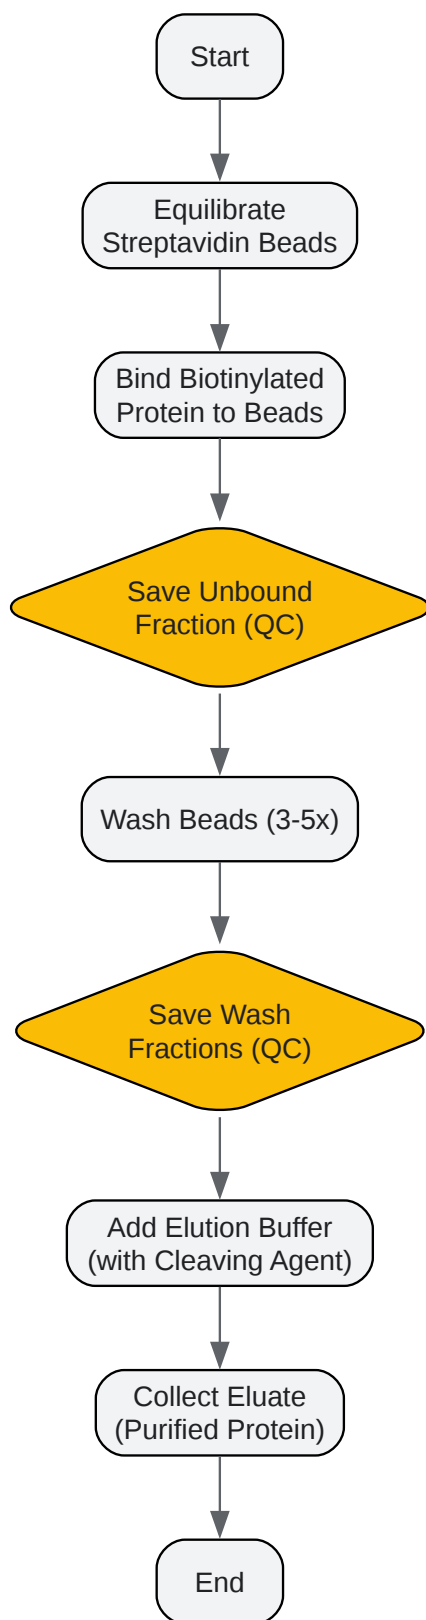 Start
Equilibrate
Streptavidin Beads
Bind Biotinylated
Protein to Beads
Save Unbound
Fraction (QC)
Wash Beads (3-5x)
Save Wash
Fractions (QC)
Add Elution Buffer
(with Cleaving Agent)
Collect Eluate
(Purified Protein)
End